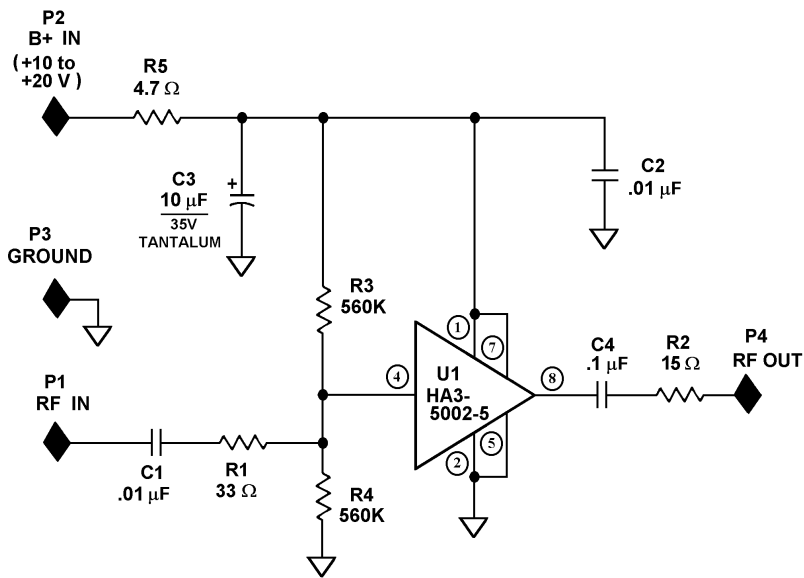 P2
B+ IN
(+10 to
+20 V)
R5
4.7 Ω
C3
+
10 µF
35V
TANTALUM
C2
.01 µF
P3
GROUND
R3
560K
1
7
4
U1
HA3-
5002-5
8
5
2
C4
.1 µF
R2
15 Ω
P4
RF OUT
P1
RF IN
C1
.01 µF
R1
33 Ω
R4
560K